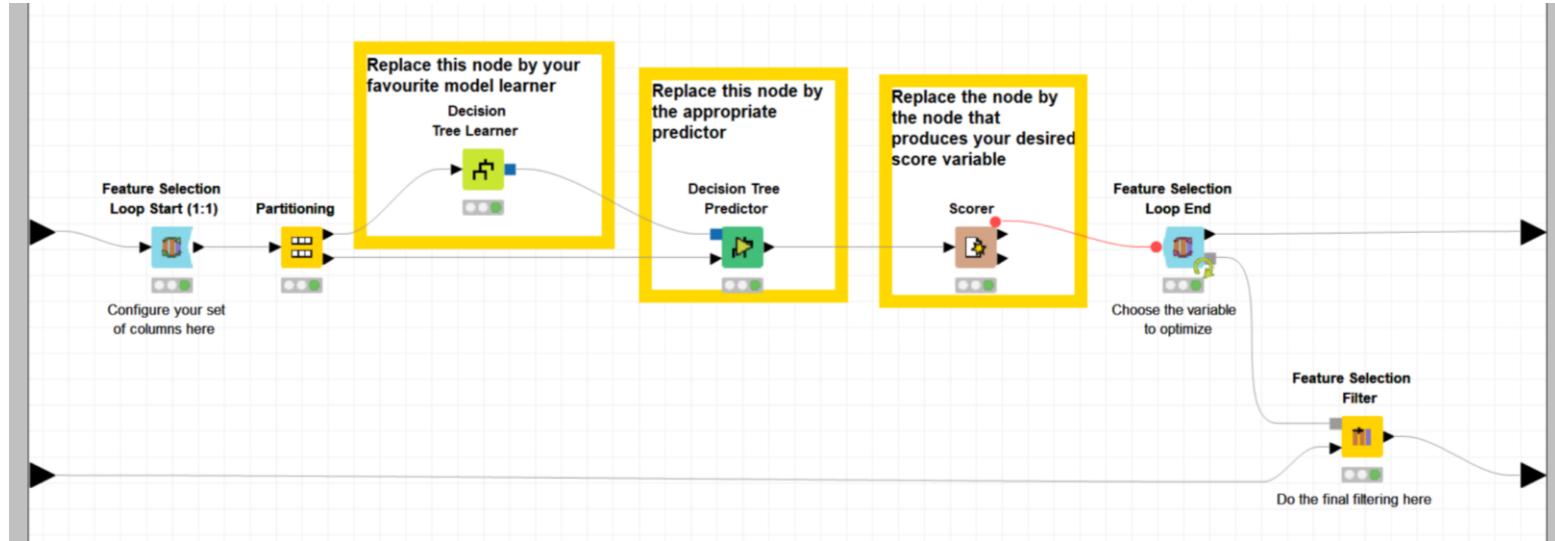 Replace this node by your
favourite model learner
Decision
Tree Learner
Replace this node by
the appropriate
predictor
Replace the node by
the node that
produces your desired
score variable
Feature Selection
Loop Start (1:1)
Partitioning
Decision Tree
Predictor
Scorer
Feature Selection
Loop End
Configure your set
of columns here
Choose the variable
to optimize
Feature Selection
Filter
Do the final filtering here